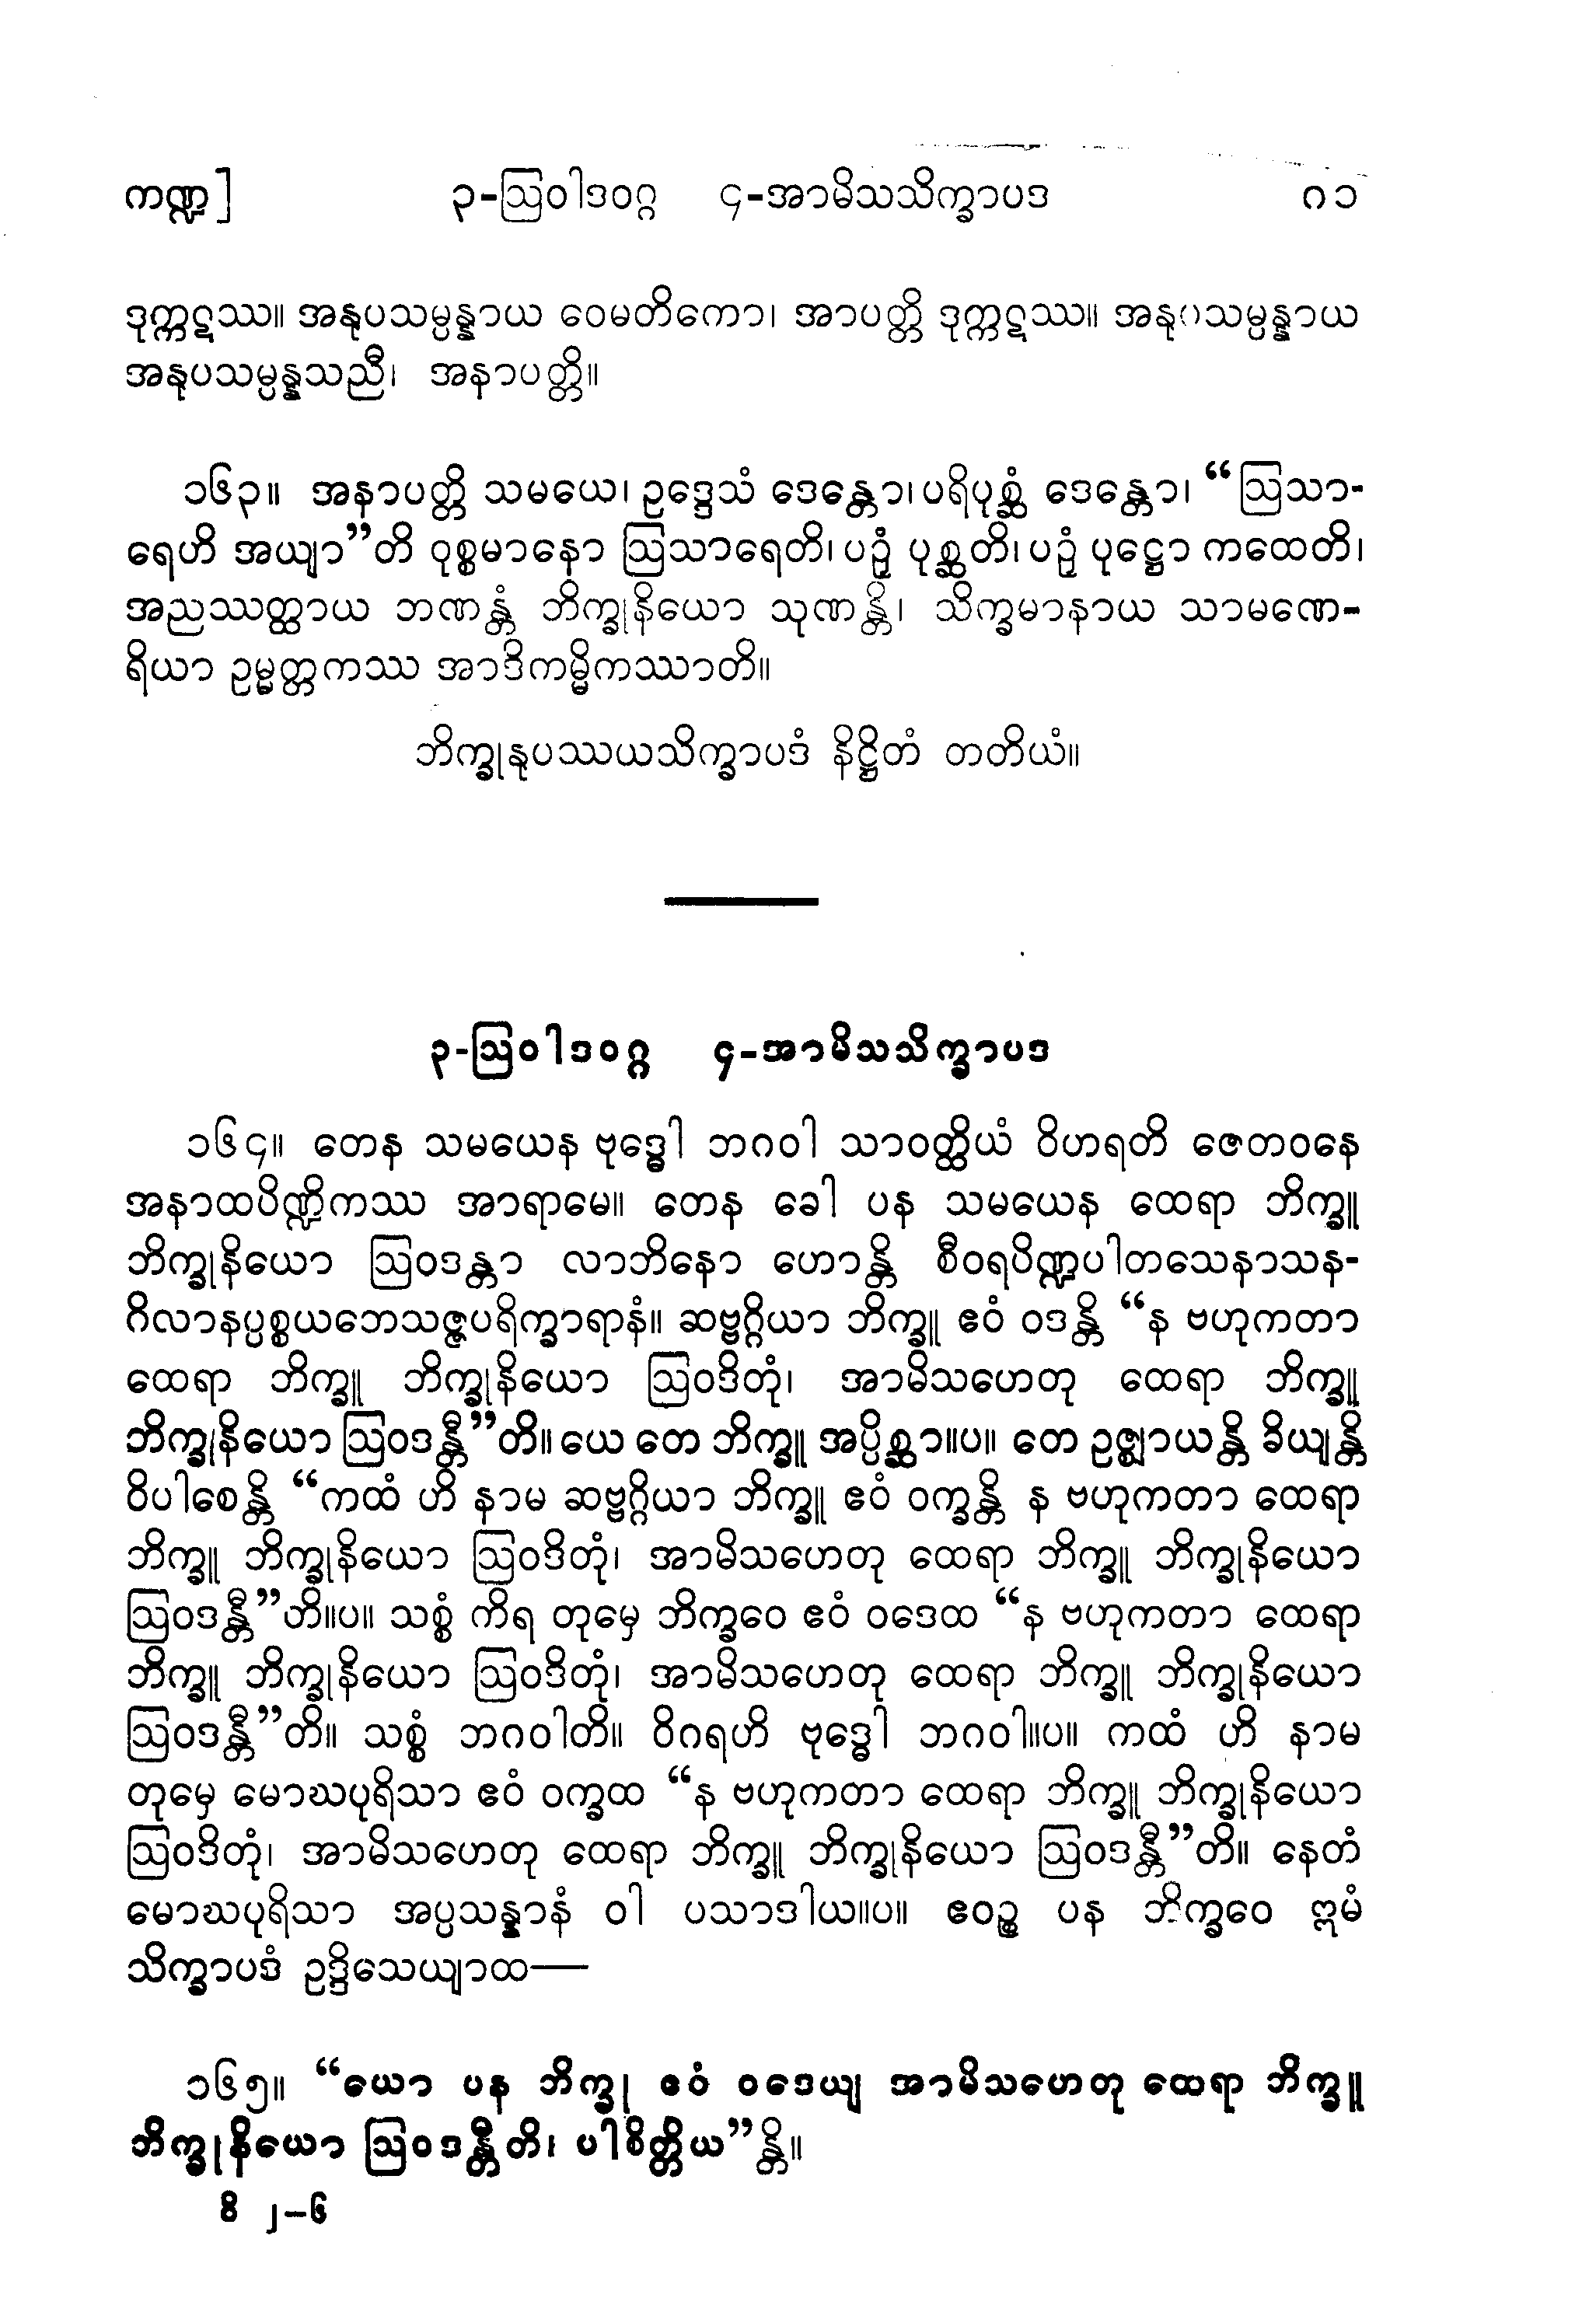 ကဏ္ဍ] ၃-ဩဝါဒဝဂ္ဂ ၄-အာမိသသိက္ခာပဒ ၈၁
ဒုက္ကဋဿ။ အနုပသမ္ပန္နာယ ဝေမတိကော၊ အာပတ္တိ ဒုက္ကဋဿ။ အနုပသမ္ပန္နာယ
အနုပသမ္ပန္နသညီ၊ အနာပတ္တိ။
၁၆၃။ အနာပတ္တိ သမယေ၊ ဥဒ္ဒေသံ ဒေန္တော၊ ပရိပုစ္ဆံ ဒေန္တော၊ “ဩသာ-
ရေဟိ အယျာ”တိ ဝုစ္စမာနော ဩသာရေတိ၊ ပဉှံ ပုစ္ဆတိ၊ ပဉှံ ပုဋ္ဌော ကထေတိ၊
အညဿတ္ထာယ ဘဏန္တံ ဘိက္ခုနိယော သုဏန္တိ၊ သိက္ခမာနာယ သာမဏေ-
ရိယာ ဥမ္မတ္တကဿ အာဒိကမ္မိကဿာတိ။
ဘိက္ခုနုပဿယသိက္ခာပဒံ နိဋ္ဌိတံ တတိယံ။
၃-ဩဝါဒဝဂ္ဂ ၄-အာမိသသိက္ခာပဒ
၁၆၄။ တေန သမယေန ဗုဒ္ဓေါ ဘဂဝါ သာဝတ္ထိယံ ဝိဟရတိ ဇေတဝနေ
အနာထပိဏ္ဍိကဿ အာရာမေ။ တေန ခေါ ပန သမယေန ထေရာ ဘိက္ခူ
ဘိက္ခုနိယော ဩဝဒန္တာ လာဘိနော ဟောန္တိ စီဝရပိဏ္ဍပါတသေနာသန-
ဂိလာနပ္ပစ္စယဘေသဇ္ဇပရိက္ခာရာနံ။ ဆဗ္ဗဂ္ဂိယာ ဘိက္ခူ ဧဝံ ဝဒန္တိ “န ဗဟုကတာ
ထေရာ ဘိက္ခူ ဘိက္ခုနိယော ဩဝဒိတုံ၊ အာမိသဟေတု ထေရာ ဘိက္ခူ
ဘိက္ခုနိယော ဩဝဒန္တီ”တိ။ ယေ တေ ဘိက္ခူ အပ္ပိစ္ဆာ။ပ။ တေ ဥဇ္ဈာယန္တိ ခိယျန္တိ
ဝိပါစေန္တိ “ကထံ ဟိ နာမ ဆဗ္ဗဂ္ဂိယာ ဘိက္ခူ ဧဝံ ဝက္ခန္တိ န ဗဟုကတာ ထေရာ
ဘိက္ခူ ဘိက္ခုနိယော ဩဝဒိတုံ၊ အာမိသဟေတု ထေရာ ဘိက္ခူ ဘိက္ခုနိယော
ဩဝဒန္တီ”တိ။ပ။ သစ္စံ ကိရ တုမှေ ဘိက္ခဝေ ဧဝံ ဝဒေထ “န ဗဟုကတာ ထေရာ
ဘိက္ခူ ဘိက္ခုနိယော ဩဝဒိတုံ၊ အာမိသဟေတု ထေရာ ဘိက္ခူ ဘိက္ခုနိယော
ဩဝဒန္တီ”တိ။ သစ္စံ ဘဂဝါတိ။ ဝိဂရဟိ ဗုဒ္ဓေါ ဘဂဝါ။ပ။ ကထံ ဟိ နာမ
တုမှေ မောဃပုရိသာ ဧဝံ ဝက္ခထ “န ဗဟုကတာ ထေရာ ဘိက္ခူ ဘိက္ခုနိယော
ဩဝဒိတုံ၊ အာမိသဟေတု ထေရာ ဘိက္ခူ ဘိက္ခုနိယော ဩဝဒန္တီ”တိ။ နေတံ
မောဃပုရိသာ အပ္ပသန္နာနံ ဝါ ပသာဒါယ။ပ။ ဧဝဉ္စ ပန ဘိက္ခဝေ ဣမံ
သိက္ခာပဒံ ဥဒ္ဒိသေယျာထ—
၁၆၅။ “ယော ပန ဘိက္ခု ဧဝံ ဝဒေယျ အာမိသဟေတု ထေရာ ဘိက္ခူ
ဘိက္ခုနိယော ဩဝဒန္တီတိ၊ ပါစိတ္တိယ”န္တိ။
ဝိ ၂–၆